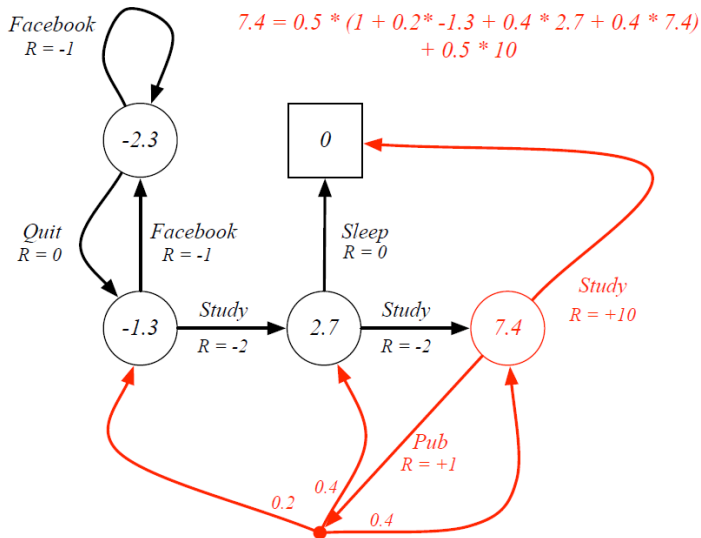 Facebook
R = -1
7.4 = 0.5 * (1 + 0.2* -1.3 + 0.4 * 2.7 + 0.4 * 7.4)
+ 0.5 * 10
-2.3
0
Quit
R = 0
Facebook
R = -1
Sleep
R = 0
-1.3
Study
R = -2
2.7
Study
R = -2
7.4
Study
R = +10
Pub
R = +1
0.2
0.4
0.4